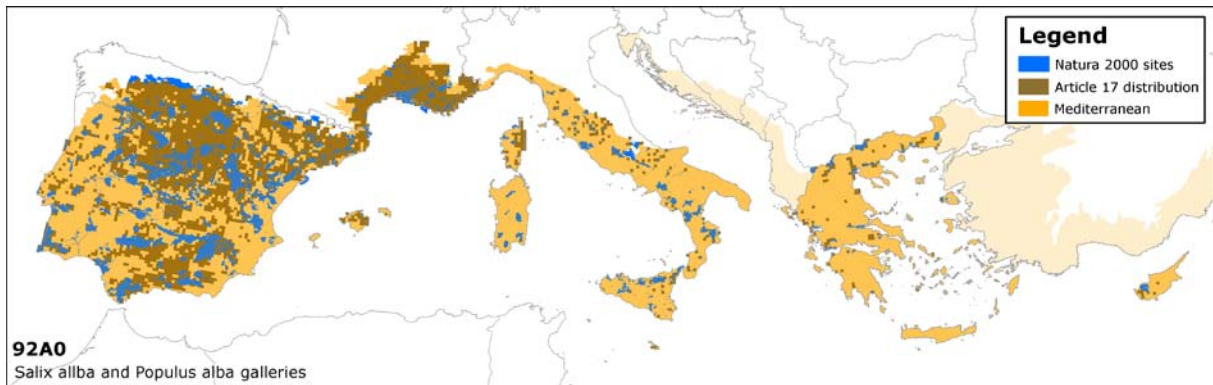 Legend
Natura 2000 sites
Article 17 distribution
Mediterranean
92A0
Salix allba and Populus alba galleries